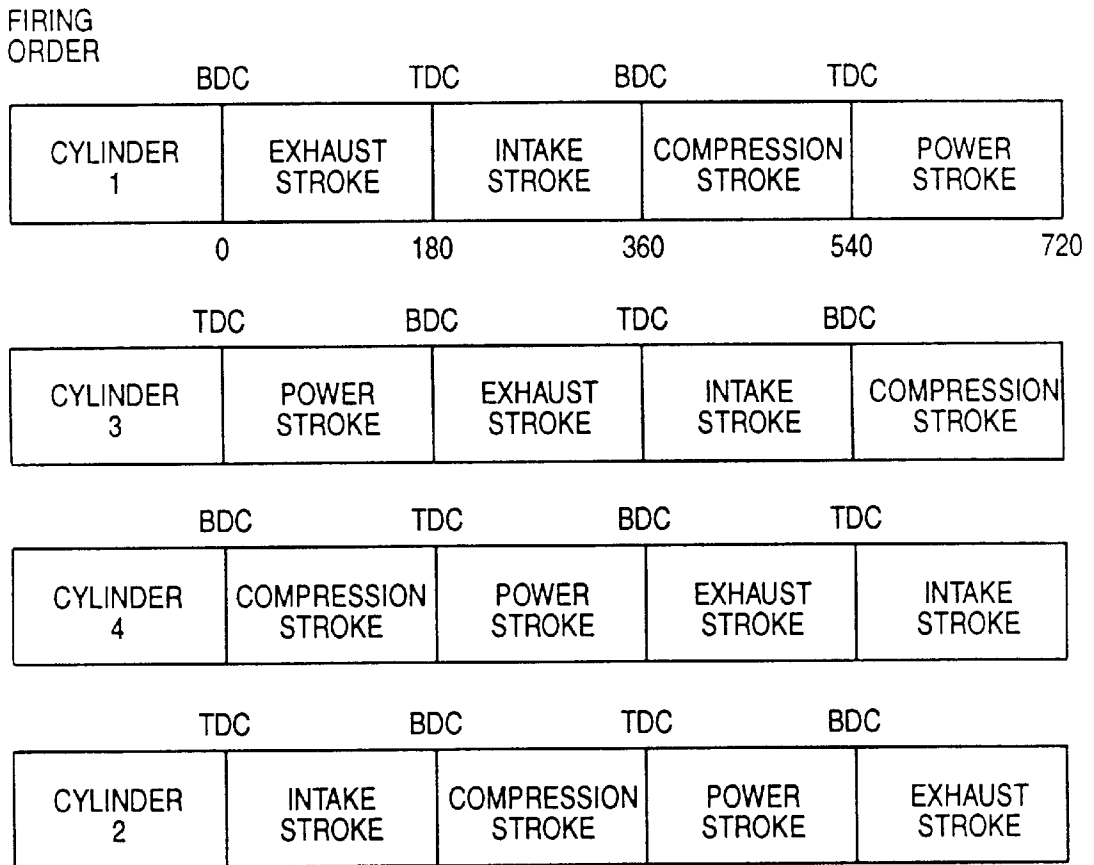 FIRING
ORDER
BDC TDC BDC TDC
CYLINDER EXHAUST INTAKE COMPRESSION POWER
1 STROKE STROKE STROKE STROKE
0 180 360 540 720
TDC BDC TDC BDC
CYLINDER POWER EXHAUST INTAKE COMPRESSION
3 STROKE STROKE STROKE STROKE
BDC TDC BDC TDC
CYLINDER COMPRESSION POWER EXHAUST INTAKE
4 STROKE STROKE STROKE STROKE
TDC BDC TDC BDC
CYLINDER INTAKE COMPRESSION POWER EXHAUST
2 STROKE STROKE STROKE STROKE